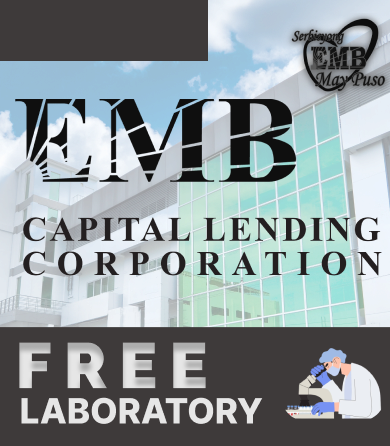 Serbisyong
EMB
May Puso
EMB
CAPITAL LENDING
CORPORATION
FREE
LABORATORY